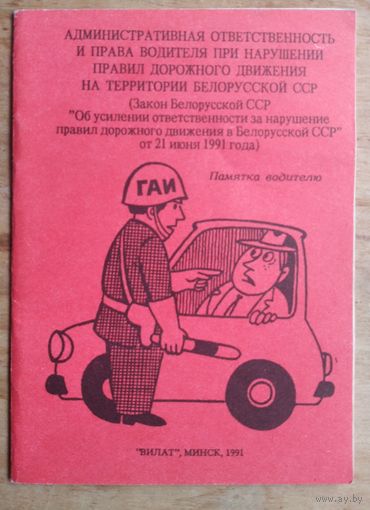 АДМИНИСТРАТИВНАЯ ОТВЕТСТВЕННОСТЬ
И ПРАВА ВОДИТЕЛЯ ПРИ НАРУШЕНИИ
ПРАВИЛ ДОРОЖНОГО ДВИЖЕНИЯ
НА ТЕРРИТОРИИ БЕЛОРУССКОЙ ССР
(Закон Белорусской ССР
"Об усилении ответственности за нарушение
правил дорожного движения в Белорусской ССР"
от 21 июня 1991 года)
Памятка водителю
ГАИ
"ВИЛАТ", МИНСК, 1991
ay.by